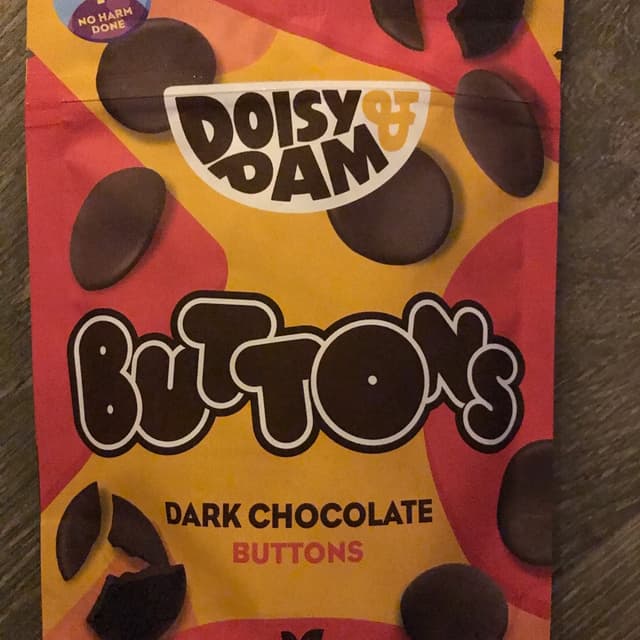 NO HARM
DONE
DOISY &
DAM
BUTTONS
DARK CHOCOLATE
BUTTONS